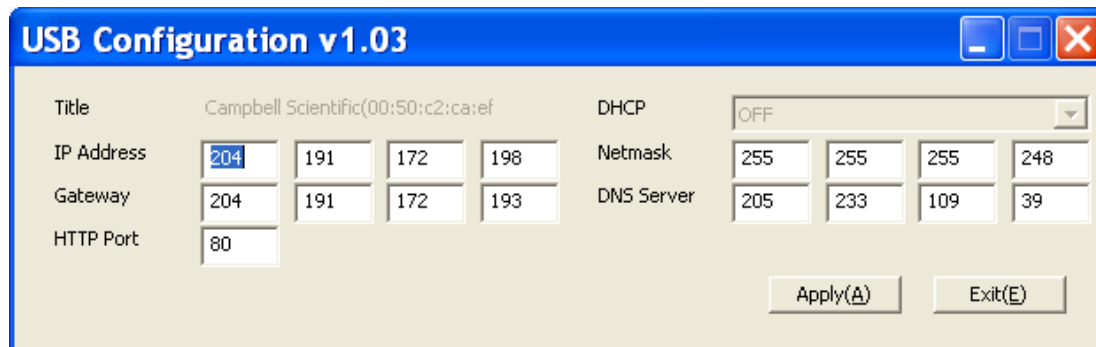 USB Configuration v1.03
Title Campbell Scientific(00:50:c2:ca:ef DHCP OFF
IP Address 204 191 172 198 Netmask 255 255 255 248
Gateway 204 191 172 193 DNS Server 205 233 109 39
HTTP Port 80
Apply(A) Exit(E)